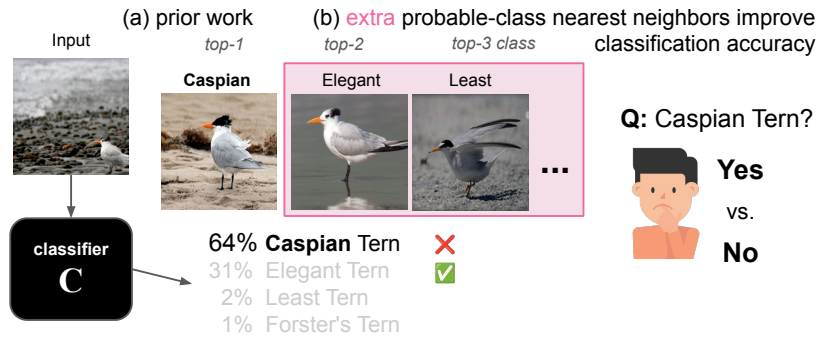 (a) prior work
(b) extra probable-class nearest neighbors improve
classification accuracy
Input
top-1
top-2
top-3 class
Caspian
Elegant
Least
...
Q: Caspian Tern?
Yes
vs.
No
classifier
C
64% Caspian Tern
31% Elegant Tern
2% Least Tern
1% Forster's Tern